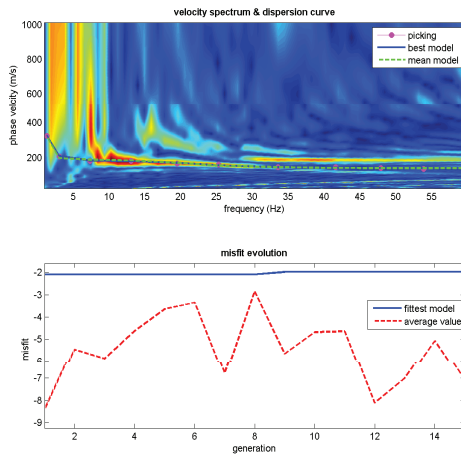 velocity spectrum & dispersion curve
1000
800
600
400
200
phase velcity (m/s)
picking
best model
mean model
5 10 15 20 25 30 35 40 45 50 55
frequency (Hz)
misfit evolution
-2
-3
-4
-5
-6
-7
-8
-9
misfit
fittest model
average value
2 4 6 8 10 12 14
generation